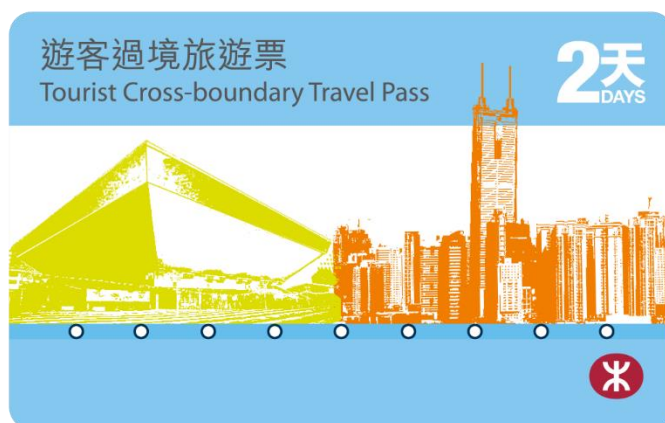 遊客過境旅遊票
Tourist Cross-boundary Travel Pass
2天
DAYS